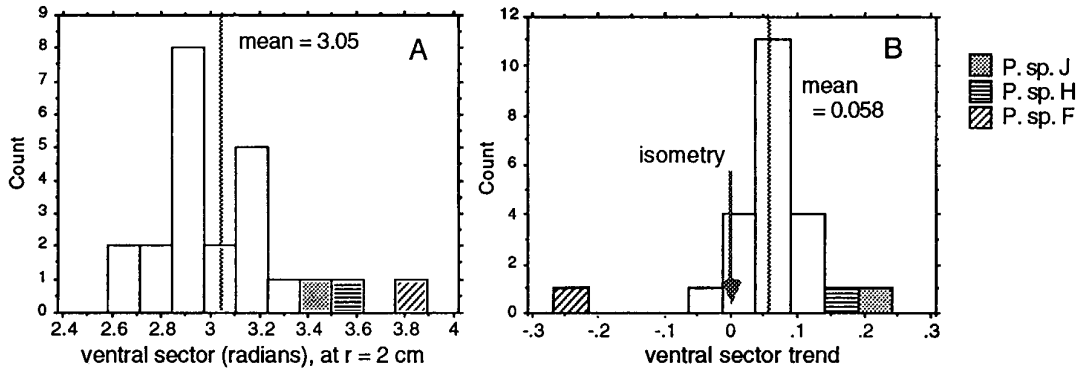 9
8
7
6
5
4
3
2
1
0
Count
mean = 3.05
A
2.4 2.6 2.8 3 3.2 3.4 3.6 3.8 4
ventral sector (radians), at r = 2 cm
12
10
8
6
4
2
0
Count
B
mean
= 0.058
isometry
-.3 -.2 -.1 0 .1 .2 .3
ventral sector trend
P. sp. J
P. sp. H
P. sp. F